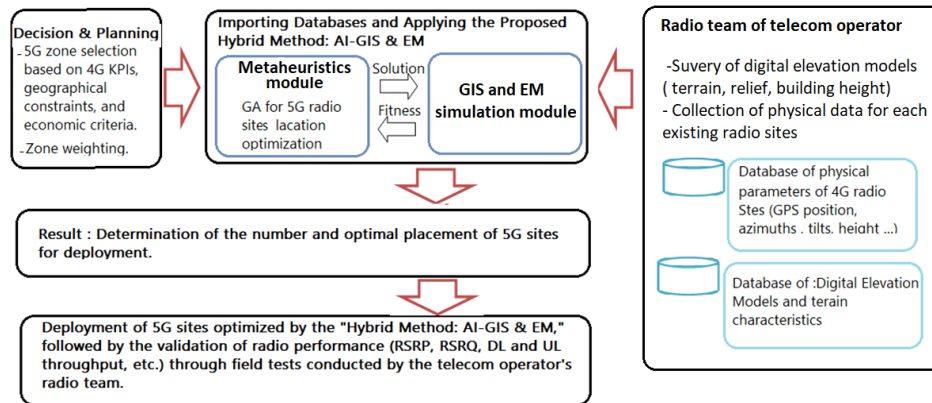 Decision & Planning
-5G zone selection
based on 4G KPIs,
geographical
constraints, and
economic criteria.
-Zone weighting.
Importing Databases and Applying the Proposed
Hybrid Method: AI-GIS & EM
Metaheuristics
module
GA for 5G radio
sites lacation
optimization
Solution
Fitness
GIS and EM
simulation module
Radio team of telecom operator
-Suvery of digital elevation models
( terrain, relief, building height)
- Collection of physical data for each
existing radio sites
Database of physical
parameters of 4G radio
Stes (GPS position,
azimuths , tilts, height ...)
Database of :Digital Elevation
Models and terain
characteristics
Result : Determination of the number and optimal placement of 5G sites
for deployment.
Deployment of 5G sites optimized by the "Hybrid Method: AI-GIS & EM,"
followed by the validation of radio performance (RSRP, RSRQ, DL and UL
throughput, etc.) through field tests conducted by the telecom operator's
radio team.